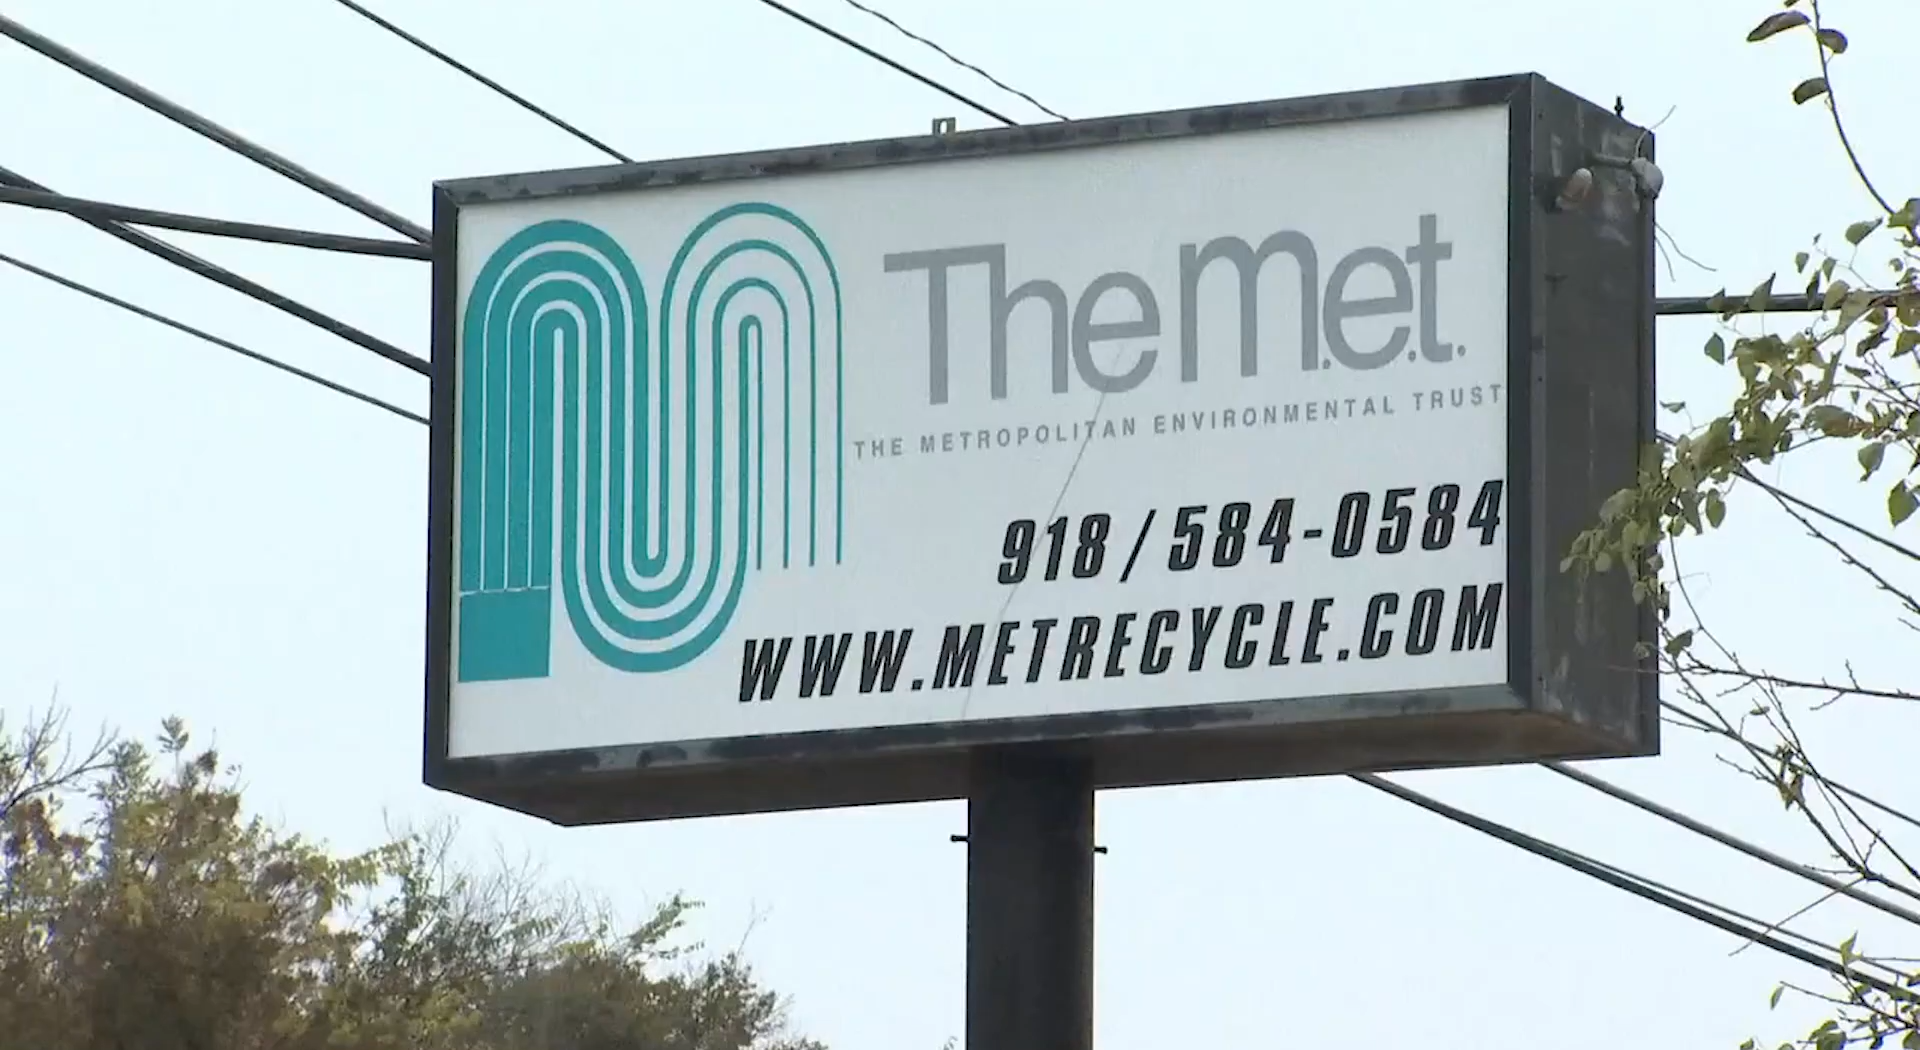 The m.e.t.
THE METROPOLITAN ENVIRONMENTAL TRUST
918/584-0584
WWW.METRECYCLE.COM